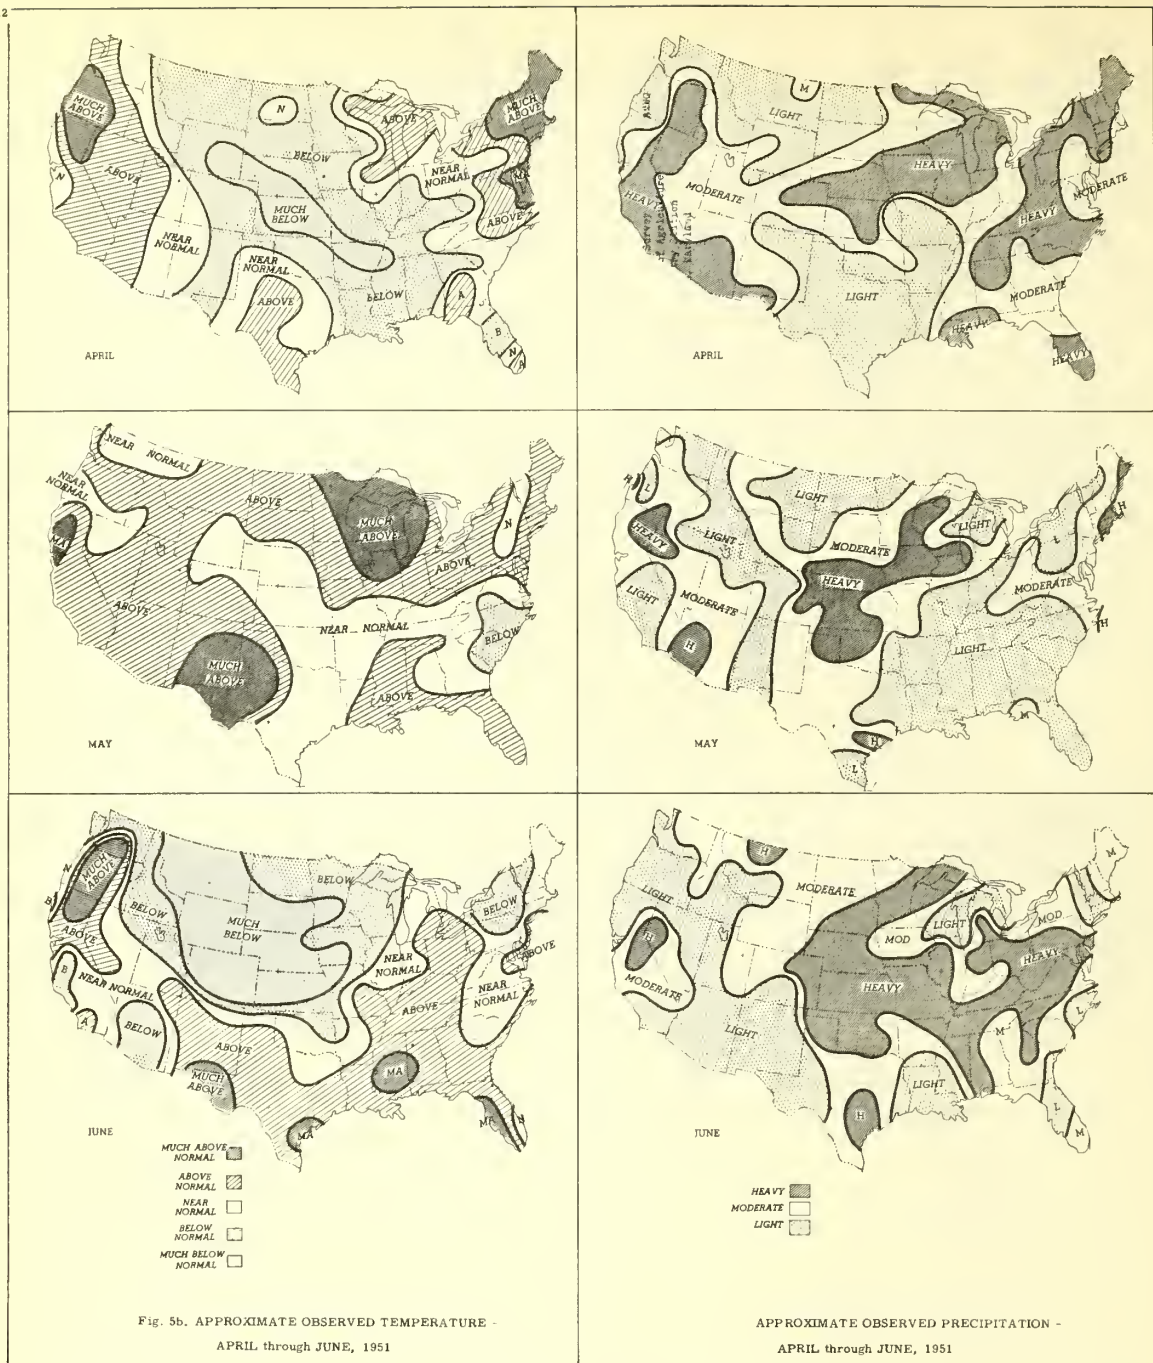 2
MUCH
ABOVE
N
ABOVE
NEAR
NORMAL
N
BELOW
MUCH
BELOW
NEAR
NORMAL
ABOVE
ABOVE
NEAR
NORMAL
MUCH
ABOVE
MA
ABOVE
BELOW
A
B
N
A
APRIL
M
LIGHT
HEAVY
MODERATE
HEAVY
HEAVY
MODERATE
LIGHT
MODERATE
HEAVY
HEAVY
Survey
of Agriculture
APRIL
NEAR NORMAL
NEAR
NORMAL
MA
ABOVE
MUCH
ABOVE
N
ABOVE
ABOVE
NEAR NORMAL
BELOW
MUCH
ABOVE
ABOVE
MAY
H
L
HEAVY
LIGHT
LIGHT
MODERATE
LIGHT
HEAVY
L
H
LIGHT
MODERATE
MODERATE
H
H
LIGHT
M
H
L
MAY
N
MUCH
ABOVE
B
ABOVE
BELOW
B
NEAR NORMAL
A
BELOW
MUCH
BELOW
BELOW
NEAR
NORMAL
BELOW
ABOVE
NEAR
NORMAL
ABOVE
ABOVE
MUCH
ABOVE
MA
MA
MA
N
JUNE
MUCH ABOVE
NORMAL
ABOVE
NORMAL
NEAR
NORMAL
BELOW
NORMAL
MUCH BELOW
NORMAL
H
LIGHT
MODERATE
H
MODERATE
LIGHT
MOD
LIGHT
MOD
M
HEAVY
HEAVY
M
L
LIGHT
H
L
M
JUNE
HEAVY
MODERATE
LIGHT
Fig. 5b. APPROXIMATE OBSERVED TEMPERATURE -
APRIL through JUNE, 1951
APPROXIMATE OBSERVED PRECIPITATION -
APRIL through JUNE, 1951